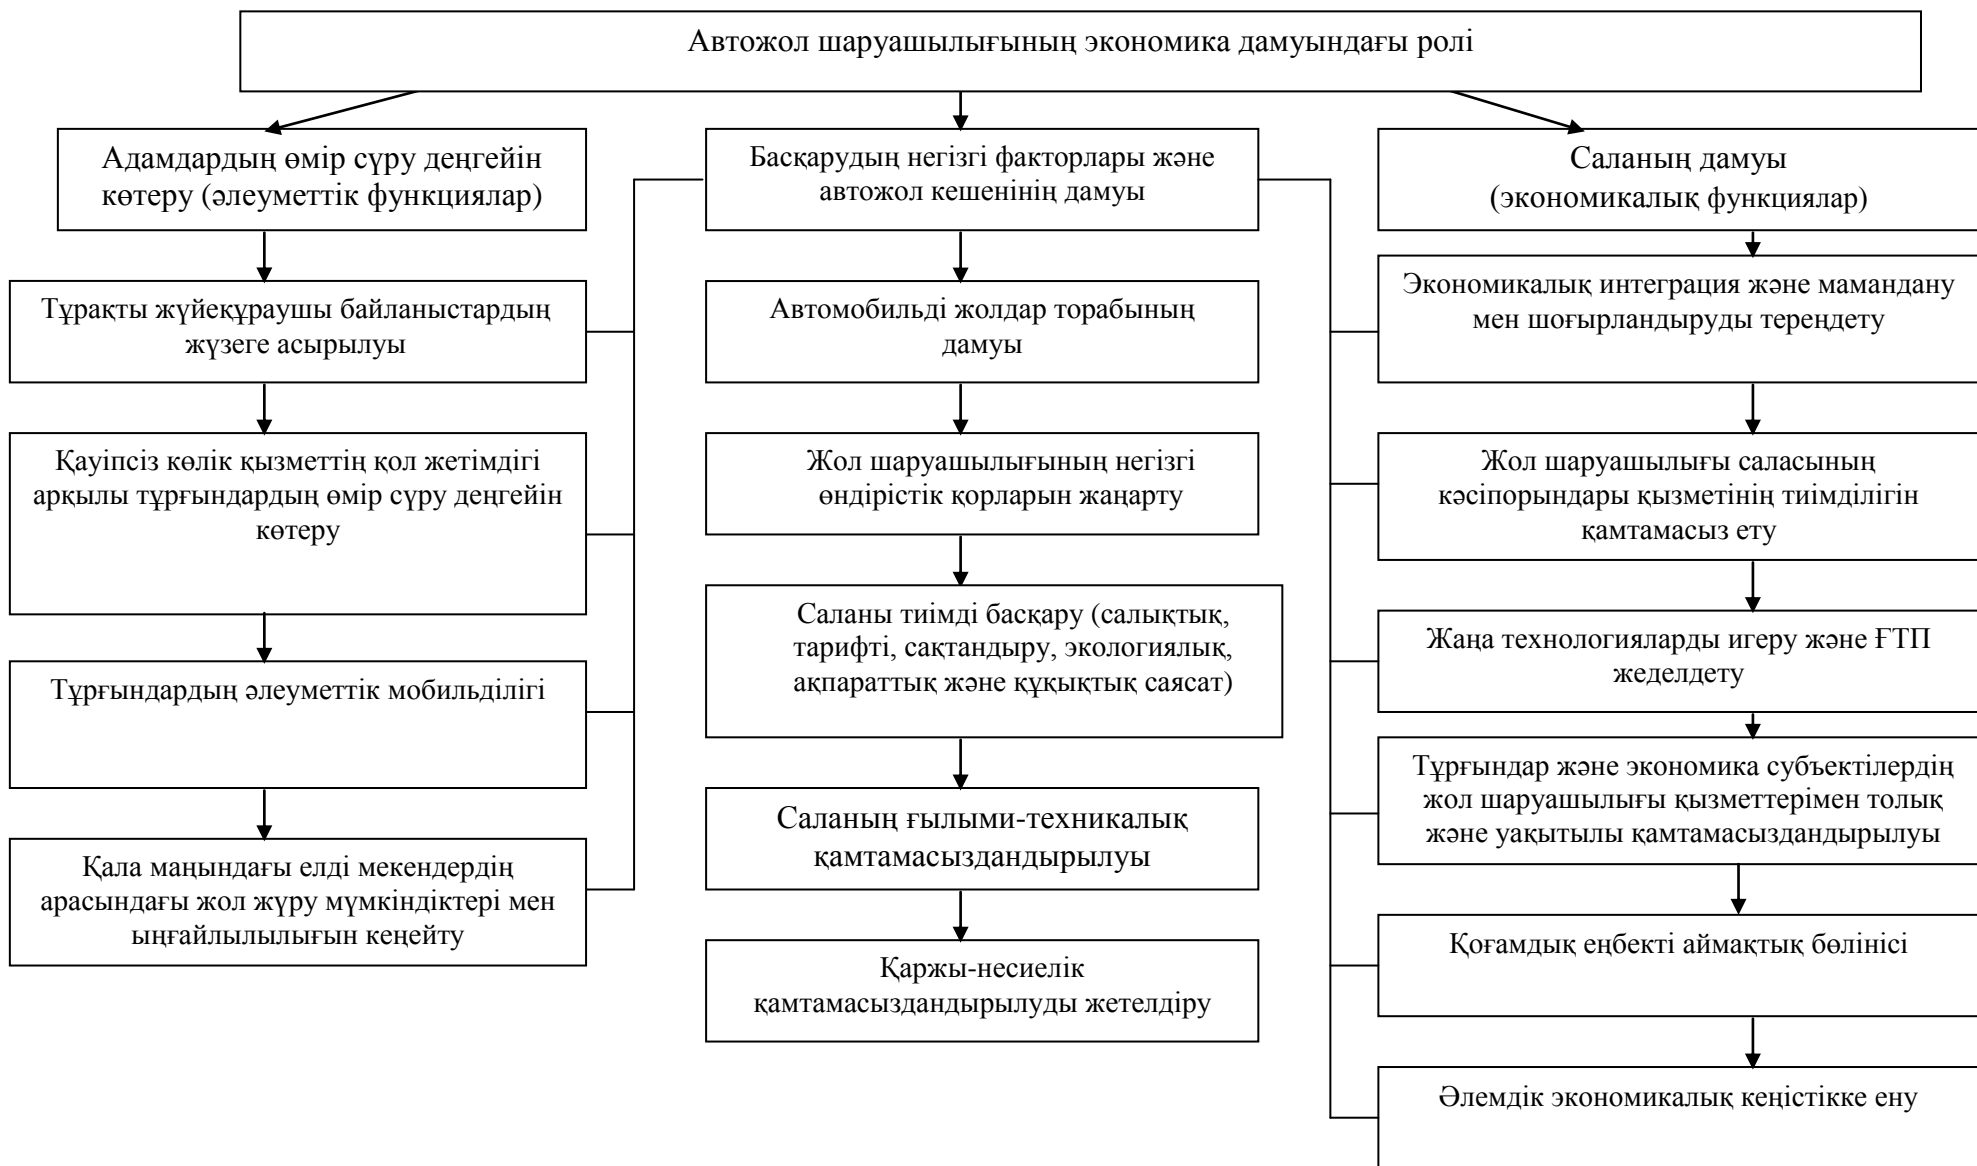 Автожол шаруашылығының экономика дамуындағы ролі
Адамдардың өмір сүру деңгейін
көтеру (әлеуметтік функциялар)
Басқарудың негізгі факторлары және
автожол кешенінің дамуы
Саланың дамуы
(экономикалық функциялар)
Тұрақты жүйеқұраушы байланыстардың
жүзеге асырылуы
Автомобильді жолдар торабының
дамуы
Экономикалық интеграция және мамандану
мен шоғырландыруды тереңдету
Қауіпсіз көлік қызметтің қол жетімдігі
арқылы тұрғындардың өмір сүру деңгейін
көтеру
Жол шаруашылығының негізгі
өндірістік қорларын жаңарту
Жол шаруашылығы саласының
кәсіпорындары қызметінің тиімділігін
қамтамасыз ету
Саланы тиімді басқару (салықтық,
тарифті, сақтандыру, экологиялық,
ақпараттық және құқықтық саясат)
Жаңа технологияларды игеру және ҒТП
жеделдету
Тұрғындардың әлеуметтік мобильділігі
Тұрғындар және экономика субъектілердің
жол шаруашылығы қызметтерімен толық
және уақытылы қамтамасыздандырылуы
Саланың ғылыми-техникалық
қамтамасыздандырылуы
Қала маңындағы елді мекендердің
арасындағы жол жүру мүмкіндіктері мен
ыңғайлылылығын кеңейту
Қоғамдық еңбекті аймақтық бөлінісі
Қаржы-несиелік
қамтамасыздандырылуды жетелдіру
Әлемдік экономикалық кеңістікке ену